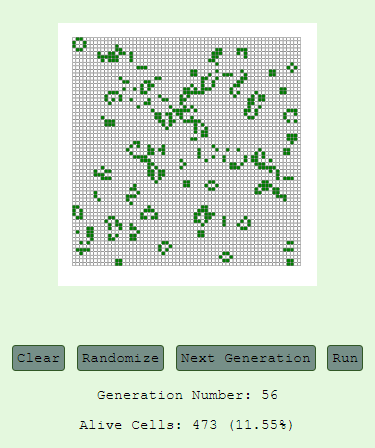 Clear Randomize Next Generation Run
Generation Number: 56
Alive Cells: 473 (11.55%)